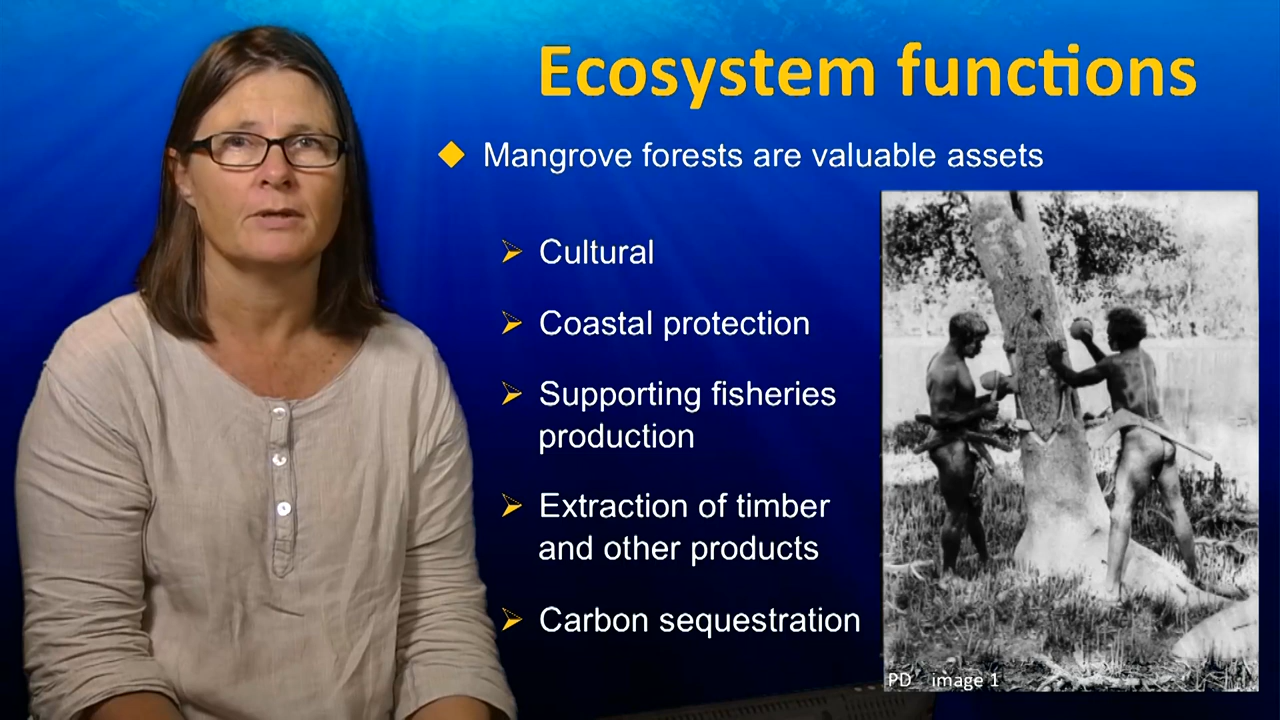 Ecosystem functions
Mangrove forests are valuable assets
Cultural
Coastal protection
Supporting fisheries
production
Extraction of timber
and other products
Carbon sequestration
PD image 1